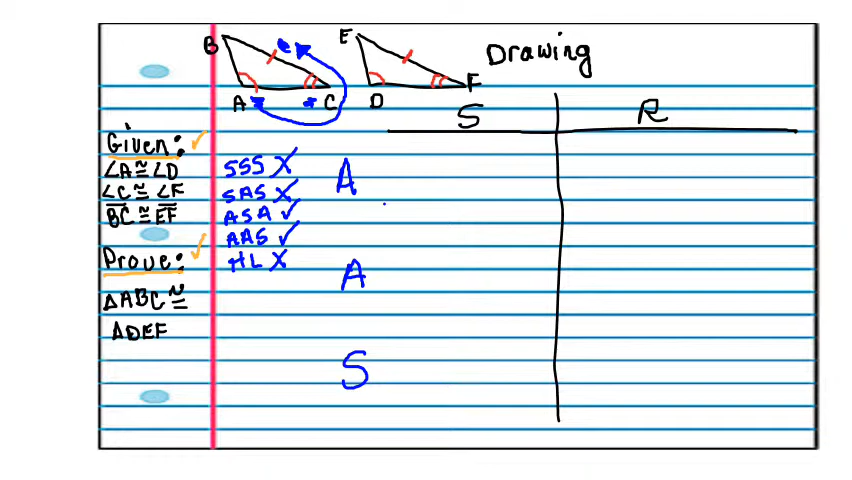 B
E
Drawing
A
C
D
F
S
R
Given:
∠A≅∠D
∠C≅∠F
BC≅EF
Prove:
△ABC≅
△DEF
SSS X
SAS X
ASA ✓
AAS ✓
HL X
A
A
S